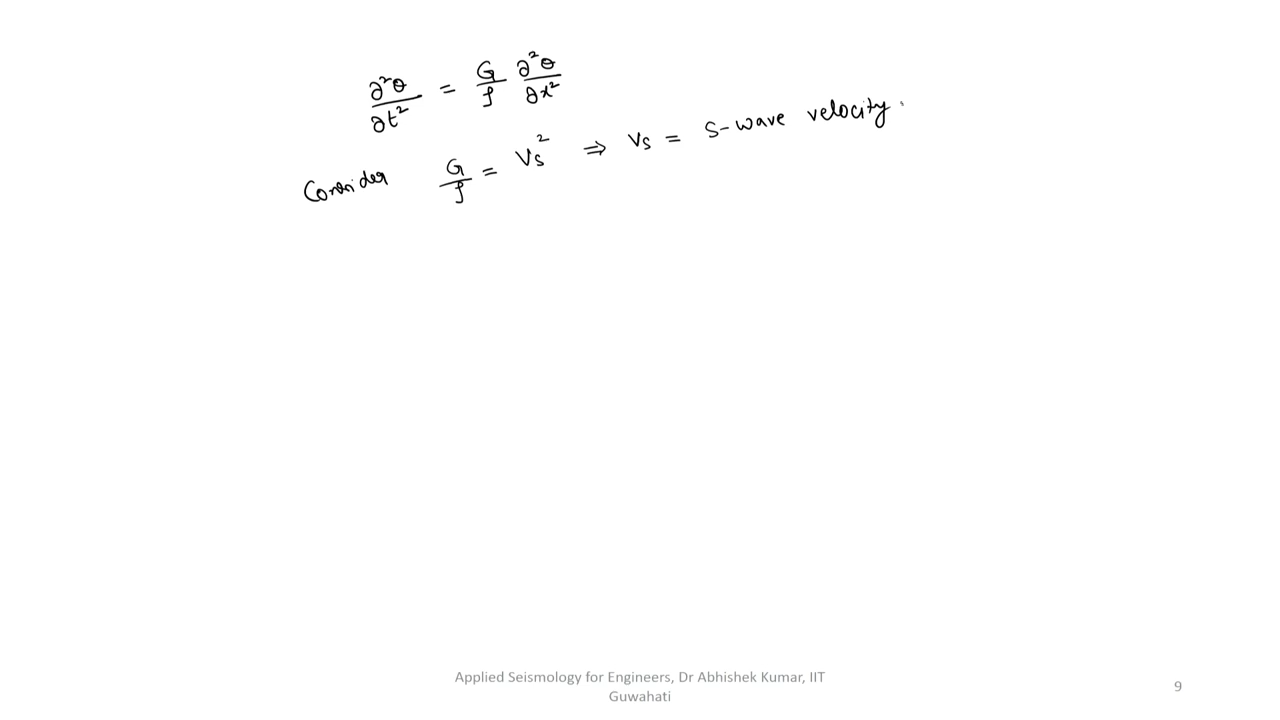 ∂²θ/∂t² = G/ρ ∂²θ/∂x²
Consider G/ρ = Vs² ⇒ Vs = S-wave velocity.
Applied Seismology for Engineers, Dr Abhishek Kumar, IIT
Guwahati
9